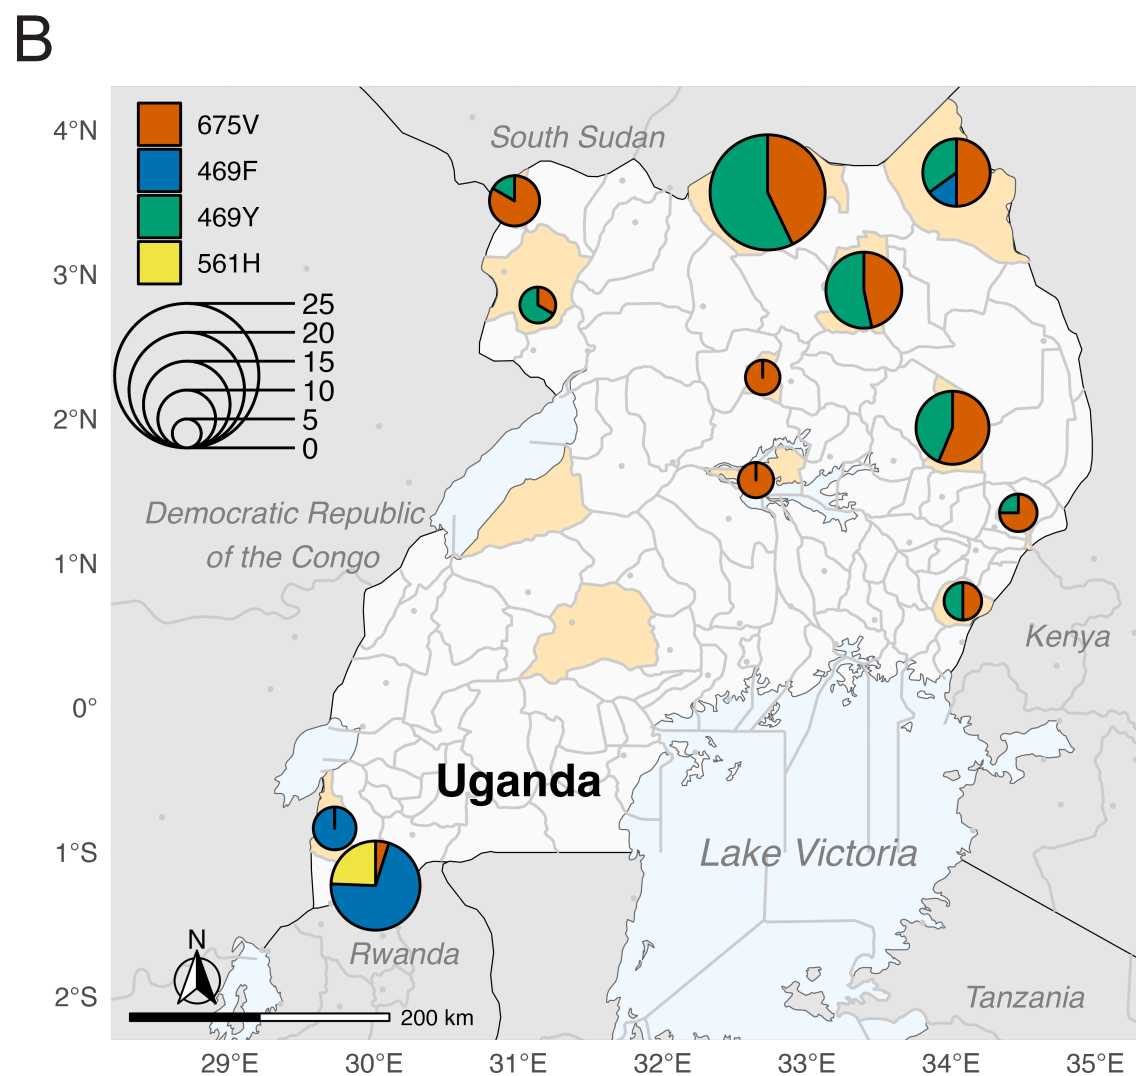 B
675V
469F
469Y
561H
25
20
15
10
5
0
South Sudan
Democratic Republic
of the Congo
Kenya
Uganda
Lake Victoria
Rwanda
Tanzania
N
200 km
4°N
3°N
2°N
1°N
0°
1°S
2°S
29°E
30°E
31°E
32°E
33°E
34°E
35°E